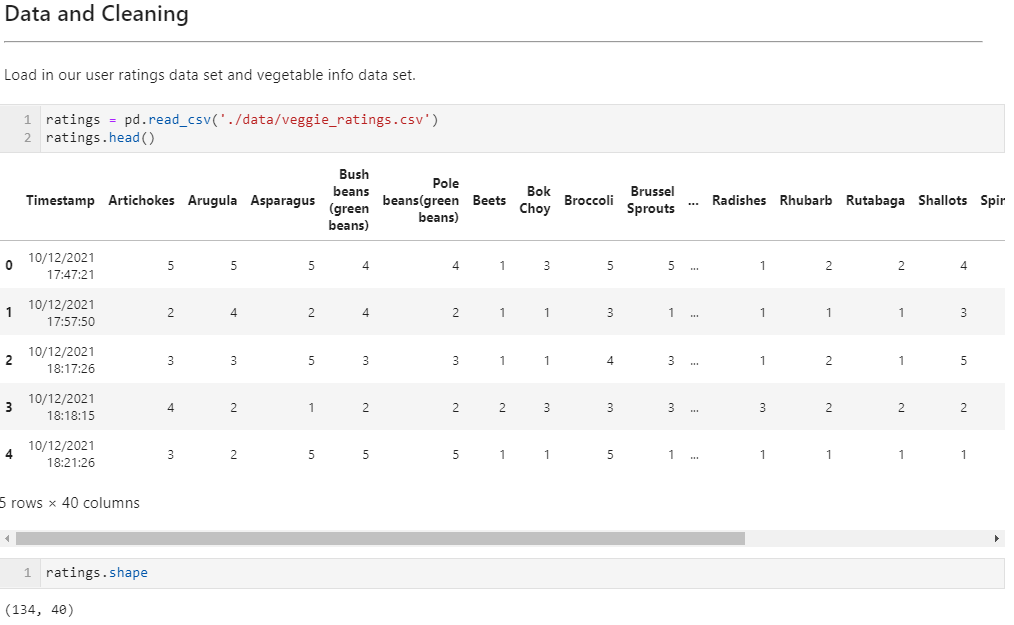 Data and Cleaning
Load in our user ratings data set and vegetable info data set.
1 ratings = pd.read_csv('./data/veggie_ratings.csv')
2 ratings.head()
Timestamp Artichokes Arugula Asparagus Bush beans (green beans) Pole beans(green beans) Beets Bok Choy Broccoli Brussel Sprouts ... Radishes Rhubarb Rutabaga Shallots Spin
0 10/12/2021 17:47:21 5 5 5 4 4 1 3 5 5 ... 1 2 2 4
1 10/12/2021 17:57:50 2 4 2 4 2 1 1 3 1 ... 1 1 1 3
2 10/12/2021 18:17:26 3 3 5 3 3 1 1 4 3 ... 1 2 1 5
3 10/12/2021 18:18:15 4 2 1 2 2 2 3 3 3 ... 3 2 2 2
4 10/12/2021 18:21:26 3 2 5 5 5 1 1 5 1 ... 1 1 1 1
5 rows × 40 columns
1 ratings.shape
(134, 40)